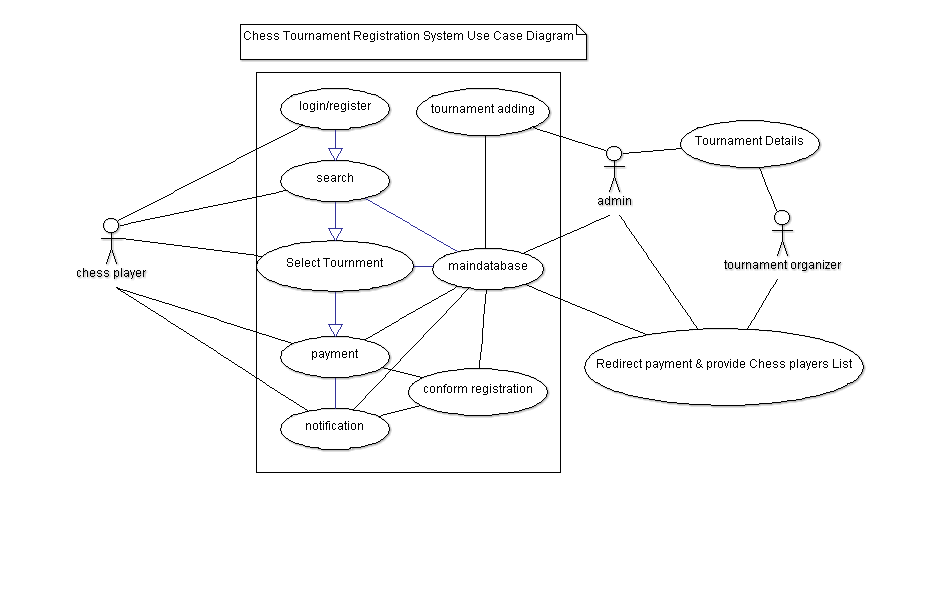 Chess Tournament Registration System Use Case Diagram
login/register
tournament adding
Tournament Details
search
admin
chess player
Select Tournment
maindatabase
tournament organizer
payment
conform registration
Redirect payment & provide Chess players List
notification